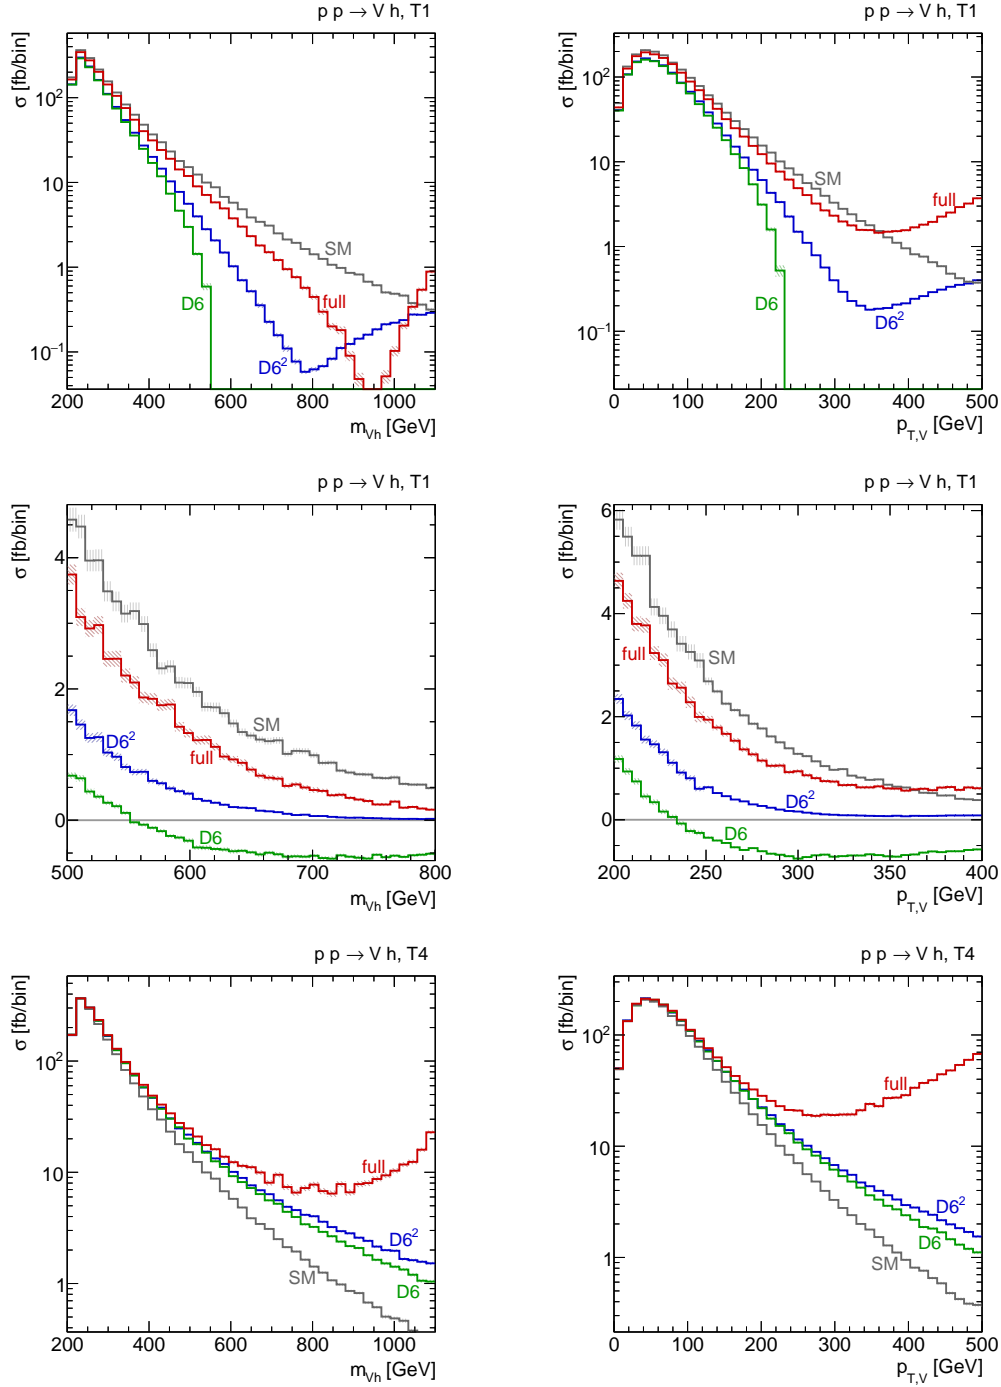 p p → V h, T1
σ [fb/bin]
10²
10
1
10⁻¹
SM
full
D6
D6²
200 400 600 800 1000
m_Vh [GeV]
p p → V h, T1
σ [fb/bin]
10²
10
1
10⁻¹
SM
full
D6
D6²
0 100 200 300 400 500
p_T,V [GeV]
p p → V h, T1
σ [fb/bin]
4
2
0
SM
D6²
full
D6
500 600 700 800
m_Vh [GeV]
p p → V h, T1
σ [fb/bin]
6
4
2
0
full
SM
D6²
D6
200 250 300 350 400
p_T,V [GeV]
p p → V h, T4
σ [fb/bin]
10²
10
1
full
D6²
SM
D6
200 400 600 800 1000
m_Vh [GeV]
p p → V h, T4
σ [fb/bin]
10²
10
1
full
D6²
D6
SM
0 100 200 300 400 500
p_T,V [GeV]